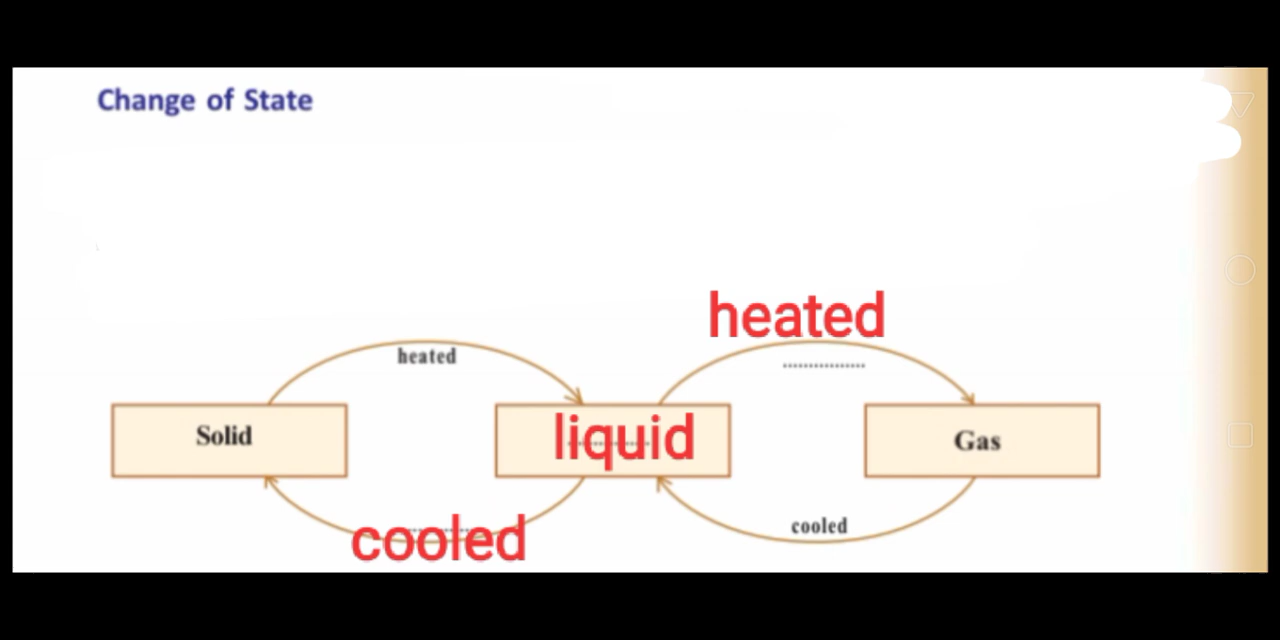 Change of State
heated
heated
................
Solid
liquid
Gas
cooled
cooled